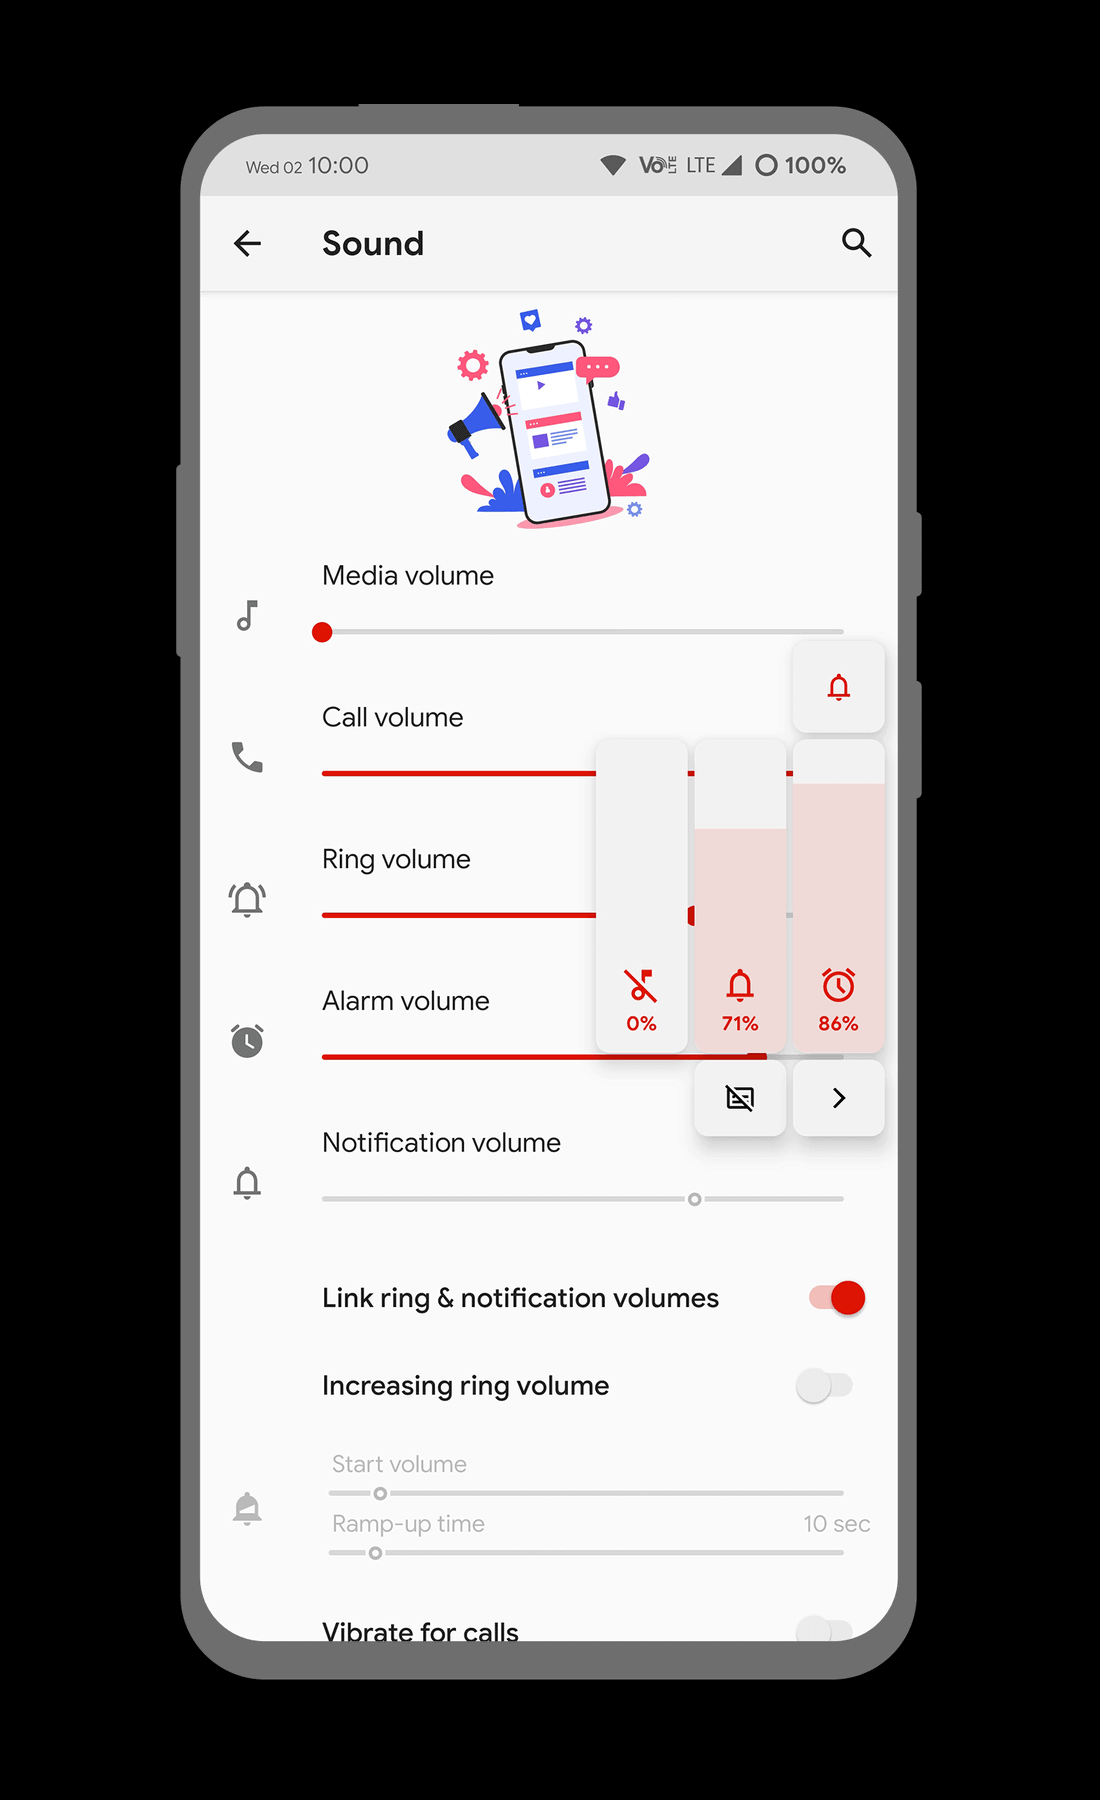 Wed 02 10:00 VoLTE LTE 100%
Sound
Media volume
Call volume
Ring volume
Alarm volume
0% 71% 86%
Notification volume
Link ring & notification volumes
Increasing ring volume
Start volume
Ramp-up time 10 sec
Vibrate for calls